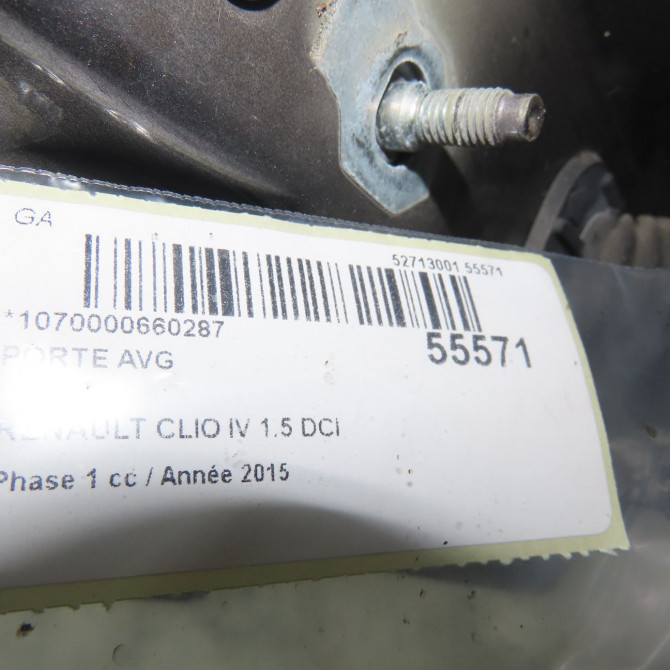 GA
52713001 55571
*1070000660287
55571
PORTE AVG
RENAULT CLIO IV 1.5 DCI
Phase 1 cc / Année 2015